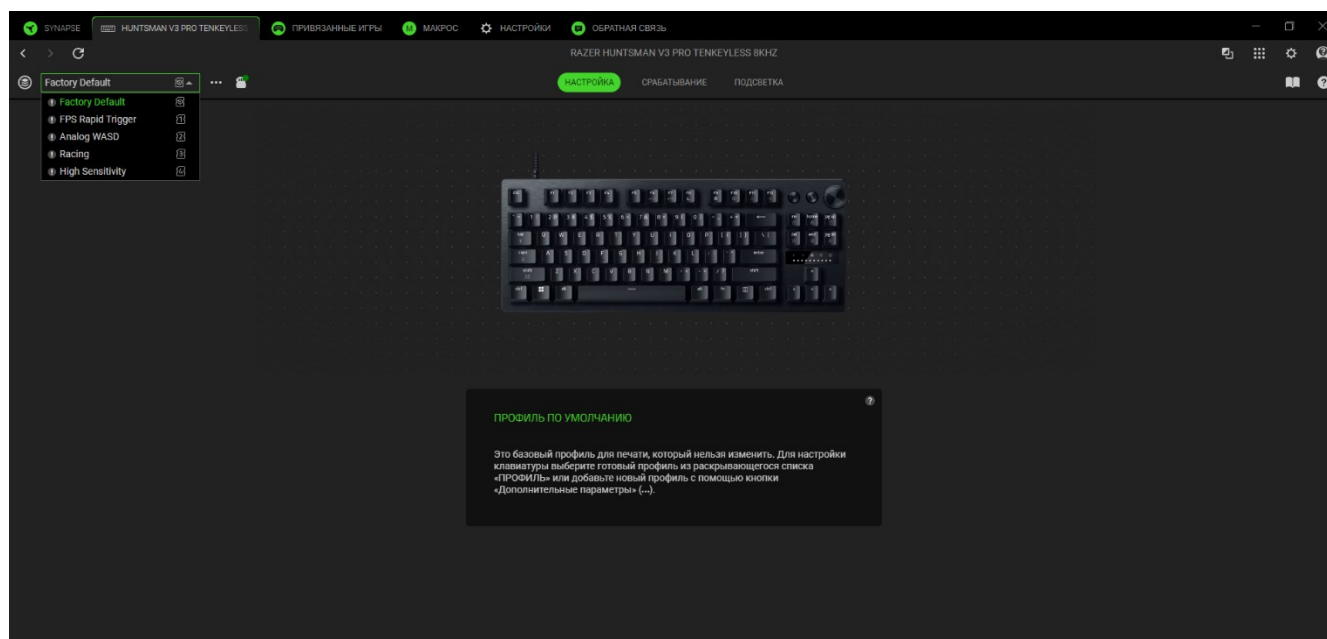 SYNAPSE
HUNTSMAN V3 PRO TENKEYLESS
ПРИВЯЗАННЫЕ ИГРЫ
МАКРОС
НАСТРОЙКИ
ОБРАТНАЯ СВЯЗЬ
RAZER HUNTSMAN V3 PRO TENKEYLESS 8KHZ
Factory Default
НАСТРОЙКА
СРАБАТЫВАНИЕ
ПОДСВЕТКА
Factory Default
FPS Rapid Trigger
Analog WASD
Racing
High Sensitivity
ПРОФИЛЬ ПО УМОЛЧАНИЮ
Это базовый профиль для печати, который нельзя изменить. Для настройки
клавиатуры выберите готовый профиль из раскрывающегося списка
«ПРОФИЛЬ» или добавьте новый профиль с помощью кнопки
«Дополнительные параметры» (...).